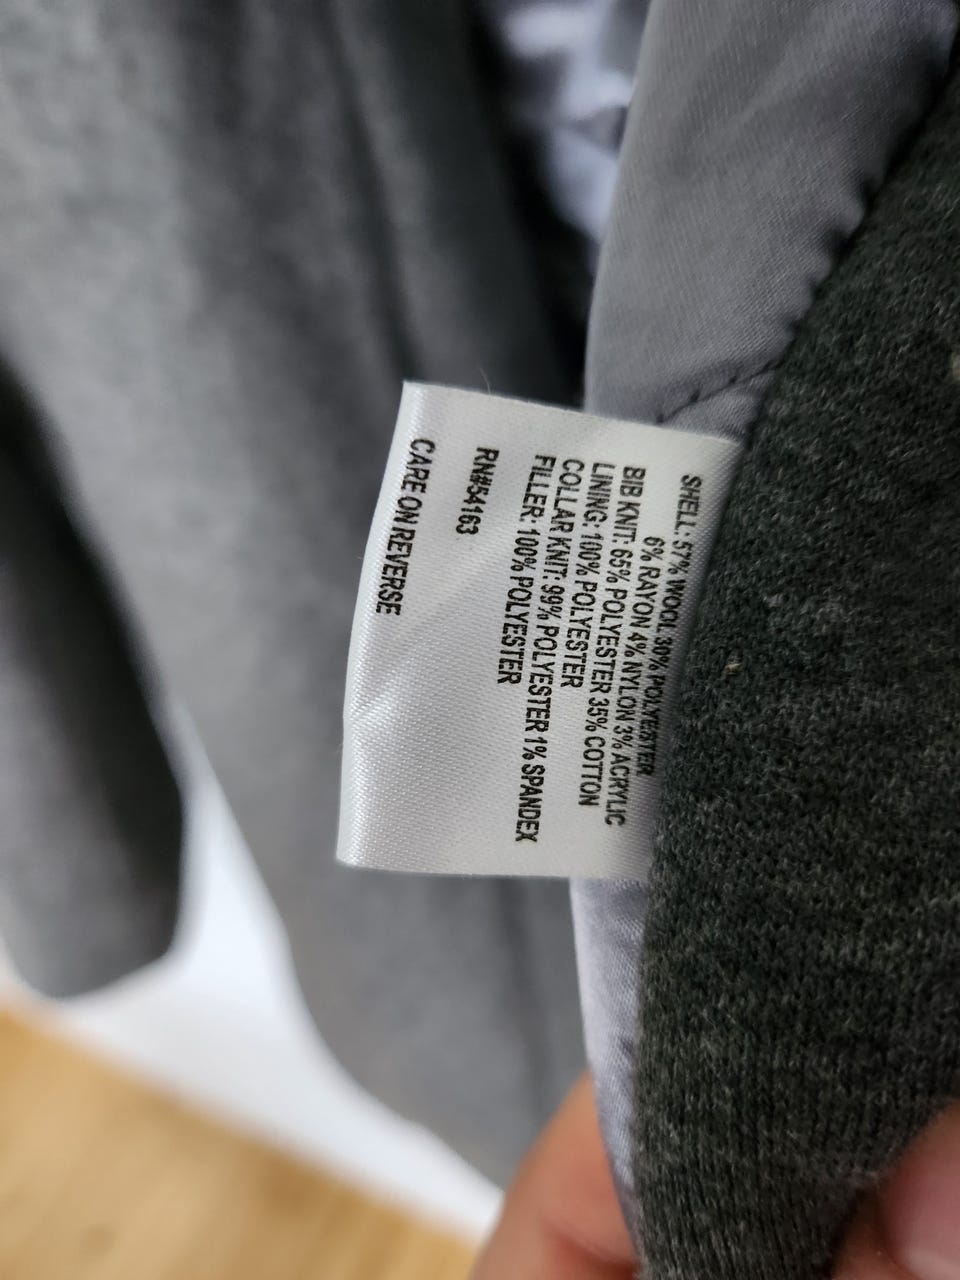 SHELL: 57% WOOL 30% POLYESTER
6% RAYON 4% NYLON 3% ACRYLIC
BIB KNIT: 65% POLYESTER 35% COTTON
LINING: 100% POLYESTER
COLLAR KNIT: 99% POLYESTER 1% SPANDEX
FILLER: 100% POLYESTER
RN#54163
CARE ON REVERSE